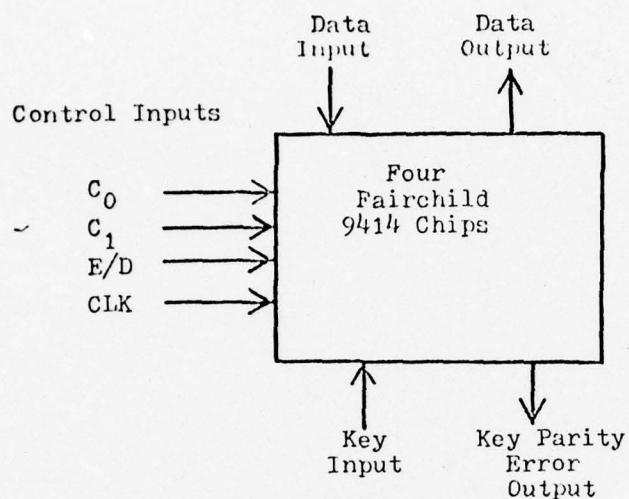 Data
Input
Data
Output
Control Inputs
C0
C1
E/D
CLK
Four
Fairchild
9414 Chips
Key
Input
Key Parity
Error
Output